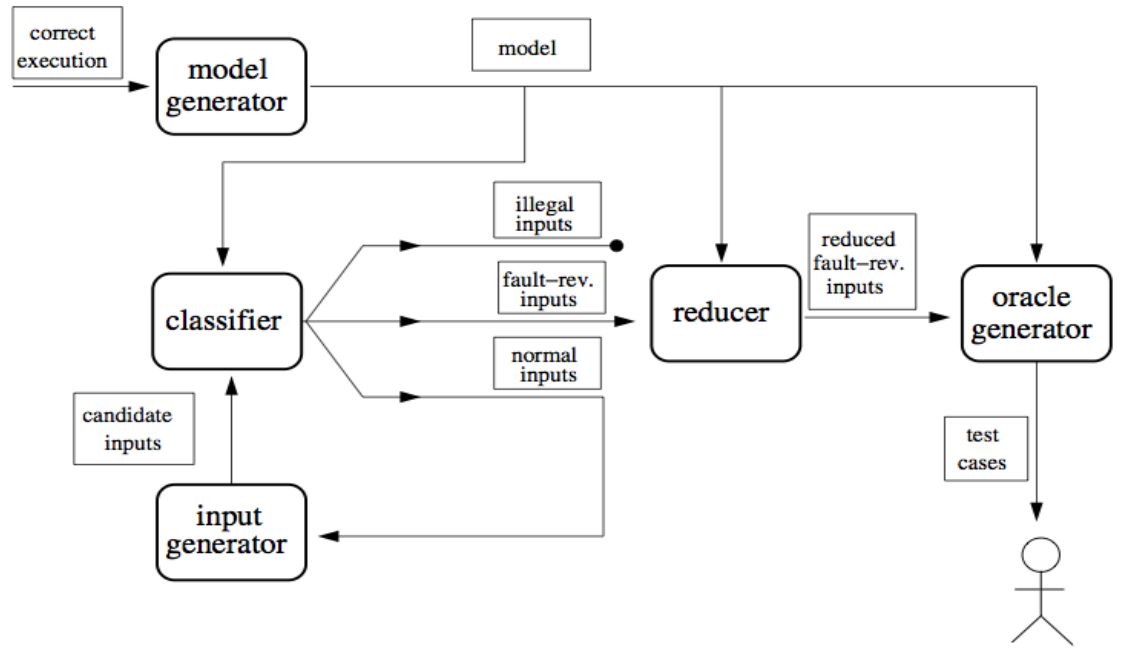 correct
execution
model
generator
model
illegal
inputs
fault−rev.
inputs
normal
inputs
classifier
reducer
reduced
fault−rev.
inputs
oracle
generator
candidate
inputs
input
generator
test
cases